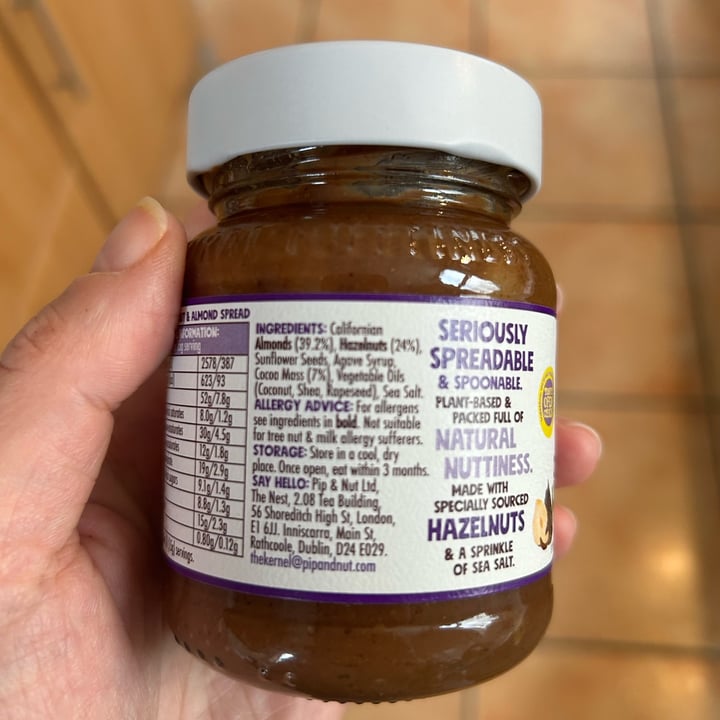 & ALMOND SPREAD
INGREDIENTS: Californian
Almonds (39.2%), Hazelnuts (24%),
Sunflower Seeds, Agave Syrup,
Cocoa Mass (7%), Vegetable Oils
(Coconut, Shea, Rapeseed), Sea Salt.
ALLERGY ADVICE: For allergens
see ingredients in bold. Not suitable
for tree nut & milk allergy sufferers.
STORAGE: Store in a cool, dry
place. Once open, eat within 3 months.
SAY HELLO: Pip & Nut Ltd,
The Nest, 2.08 Tea Building,
56 Shoreditch High St, London,
E1 6JJ. Inniscarra, Main St,
Rathcoole, Dublin, D24 E029.
thekernel@pipandnut.com
per serving
2578/387
623/93
52g/7.8g
8.0g/1.2g
30g/4.5g
12g/1.8g
19g/2.9g
9.1g/1.4g
8.8g/1.3g
15g/2.3g
0.80g/0.12g
servings.
SERIOUSLY
SPREADABLE
& SPOONABLE.
PLANT-BASED &
PACKED FULL OF
NATURAL
NUTTINESS.
MADE WITH
SPECIALLY SOURCED
HAZELNUTS
& A SPRINKLE
OF SEA SALT.